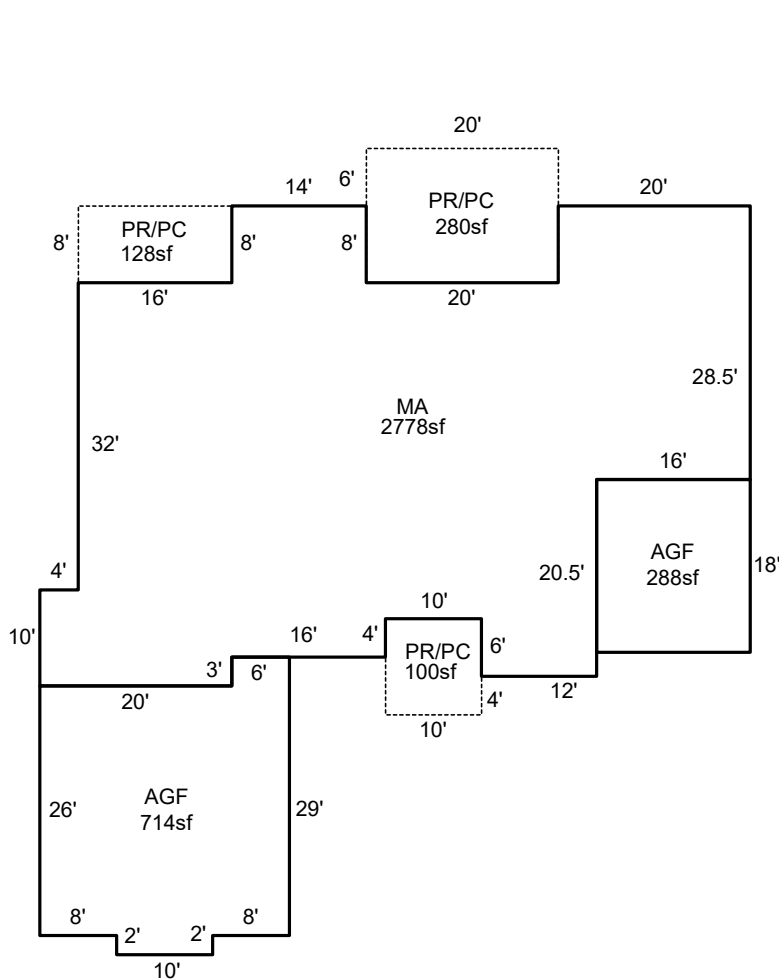 20'
14'
6'
20'
8'
PR/PC
128sf
8'
8'
PR/PC
280sf
16'
20'
28.5'
MA
2778sf
32'
16'
4'
20.5'
AGF
288sf
18'
10'
10'
16'
4'
PR/PC
100sf
6'
3'
6'
20'
4'
12'
10'
26'
AGF
714sf
29'
8'
2'
2'
8'
10'